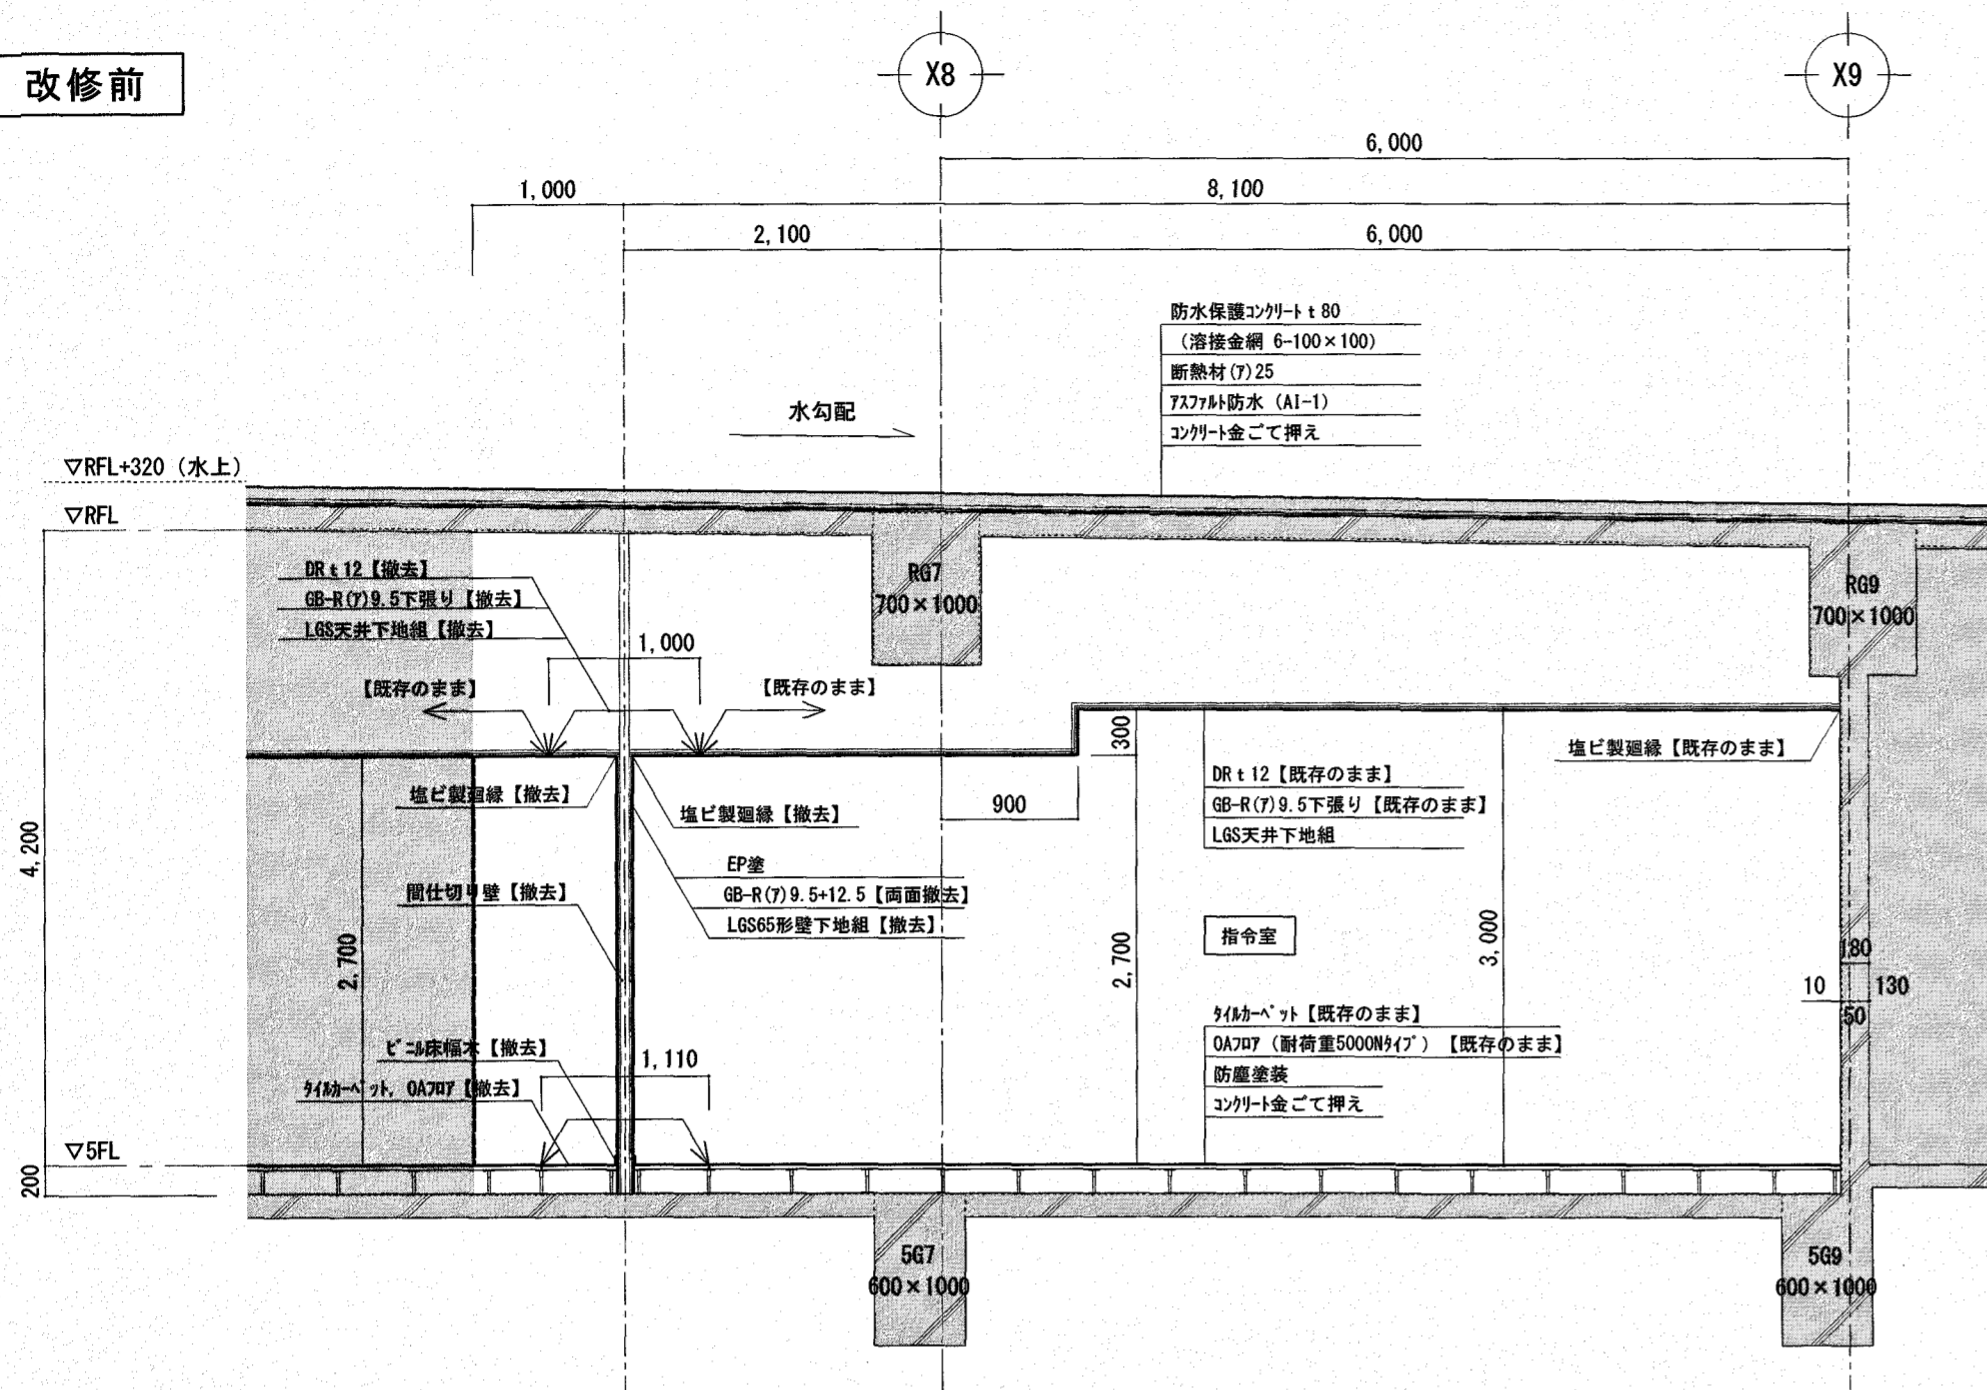 改修前
X8
X9
6,000
1,000
8,100
2,100
6,000
防水保護ｺﾝｸﾘｰﾄ t 80
（溶接金網 6-100×100）
断熱材(ｱ)25
ｱｽﾌｧﾙﾄ防水（AI-1）
ｺﾝｸﾘｰﾄ金ごて押え
水勾配
▽RFL+320（水上）
▽RFL
DR t 12【撤去】
GB-R(ｱ)9.5下張り【撤去】
LGS天井下地組【撤去】
1,000
【既存のまま】
【既存のまま】
RG7
700×1000
RG9
700×1000
300
塩ビ製廻縁【既存のまま】
塩ビ製廻縁【撤去】
塩ビ製廻縁【撤去】
900
DR t 12【既存のまま】
GB-R(ｱ)9.5下張り【既存のまま】
LGS天井下地組
4,200
EP塗
GB-R(ｱ)9.5+12.5【両面撤去】
LGS65形壁下地組【撤去】
間仕切り壁【撤去】
2,700
2,700
指令室
3,000
180
10
130
50
ﾀｲﾙｶｰﾍﾟｯﾄ【既存のまま】
OAﾌﾛｱ（耐荷重5000Nﾀｲﾌﾟ）【既存のまま】
防塵塗装
ｺﾝｸﾘｰﾄ金ごて押え
ﾋﾞﾆﾙ床幅木【撤去】
ﾀｲﾙｶｰﾍﾟｯﾄ, OAﾌﾛｱ【撤去】
1,110
▽5FL
200
5G7
600×1000
5G9
600×1000